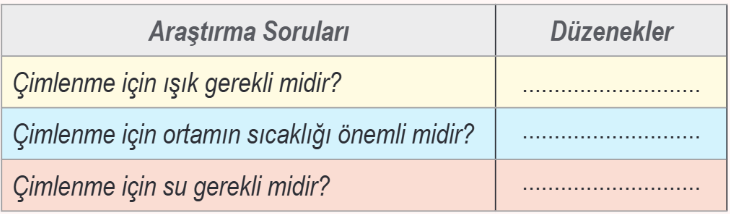 Araştırma Soruları Düzenekler
Çimlenme için ışık gerekli midir? ............................
Çimlenme için ortamın sıcaklığı önemli midir? ............................
Çimlenme için su gerekli midir? ............................